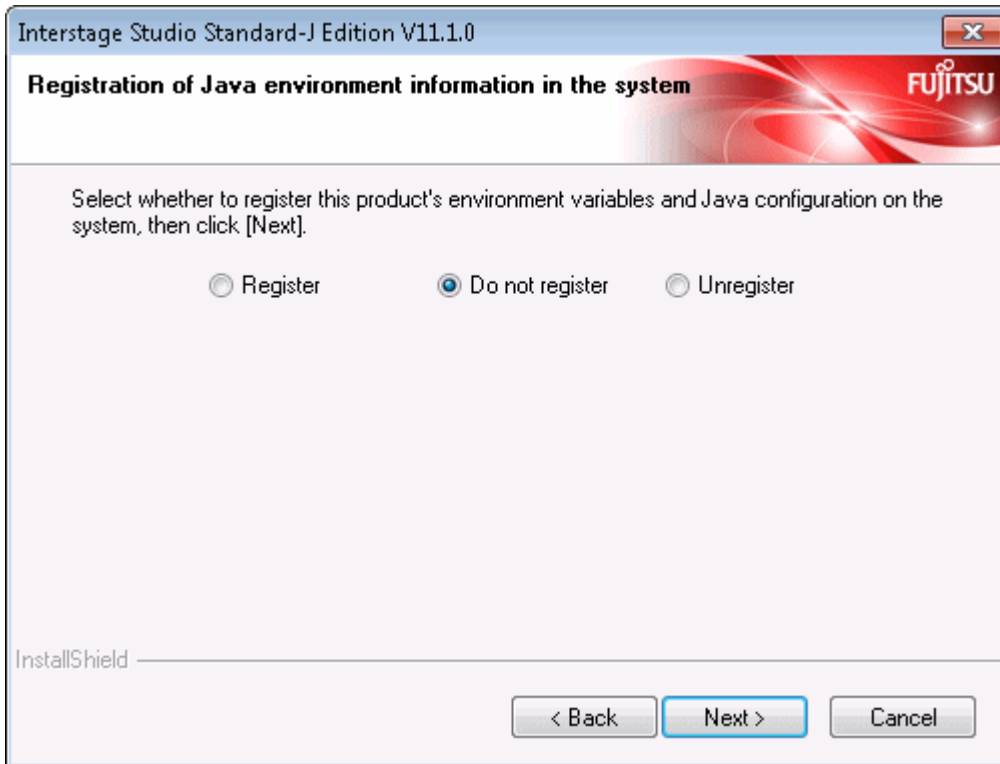 Interstage Studio Standard-J Edition V11.1.0
Registration of Java environment information in the system
FUJITSU
Select whether to register this product's environment variables and Java configuration on the
system, then click [Next].
Register Do not register Unregister
InstallShield
< Back Next > Cancel